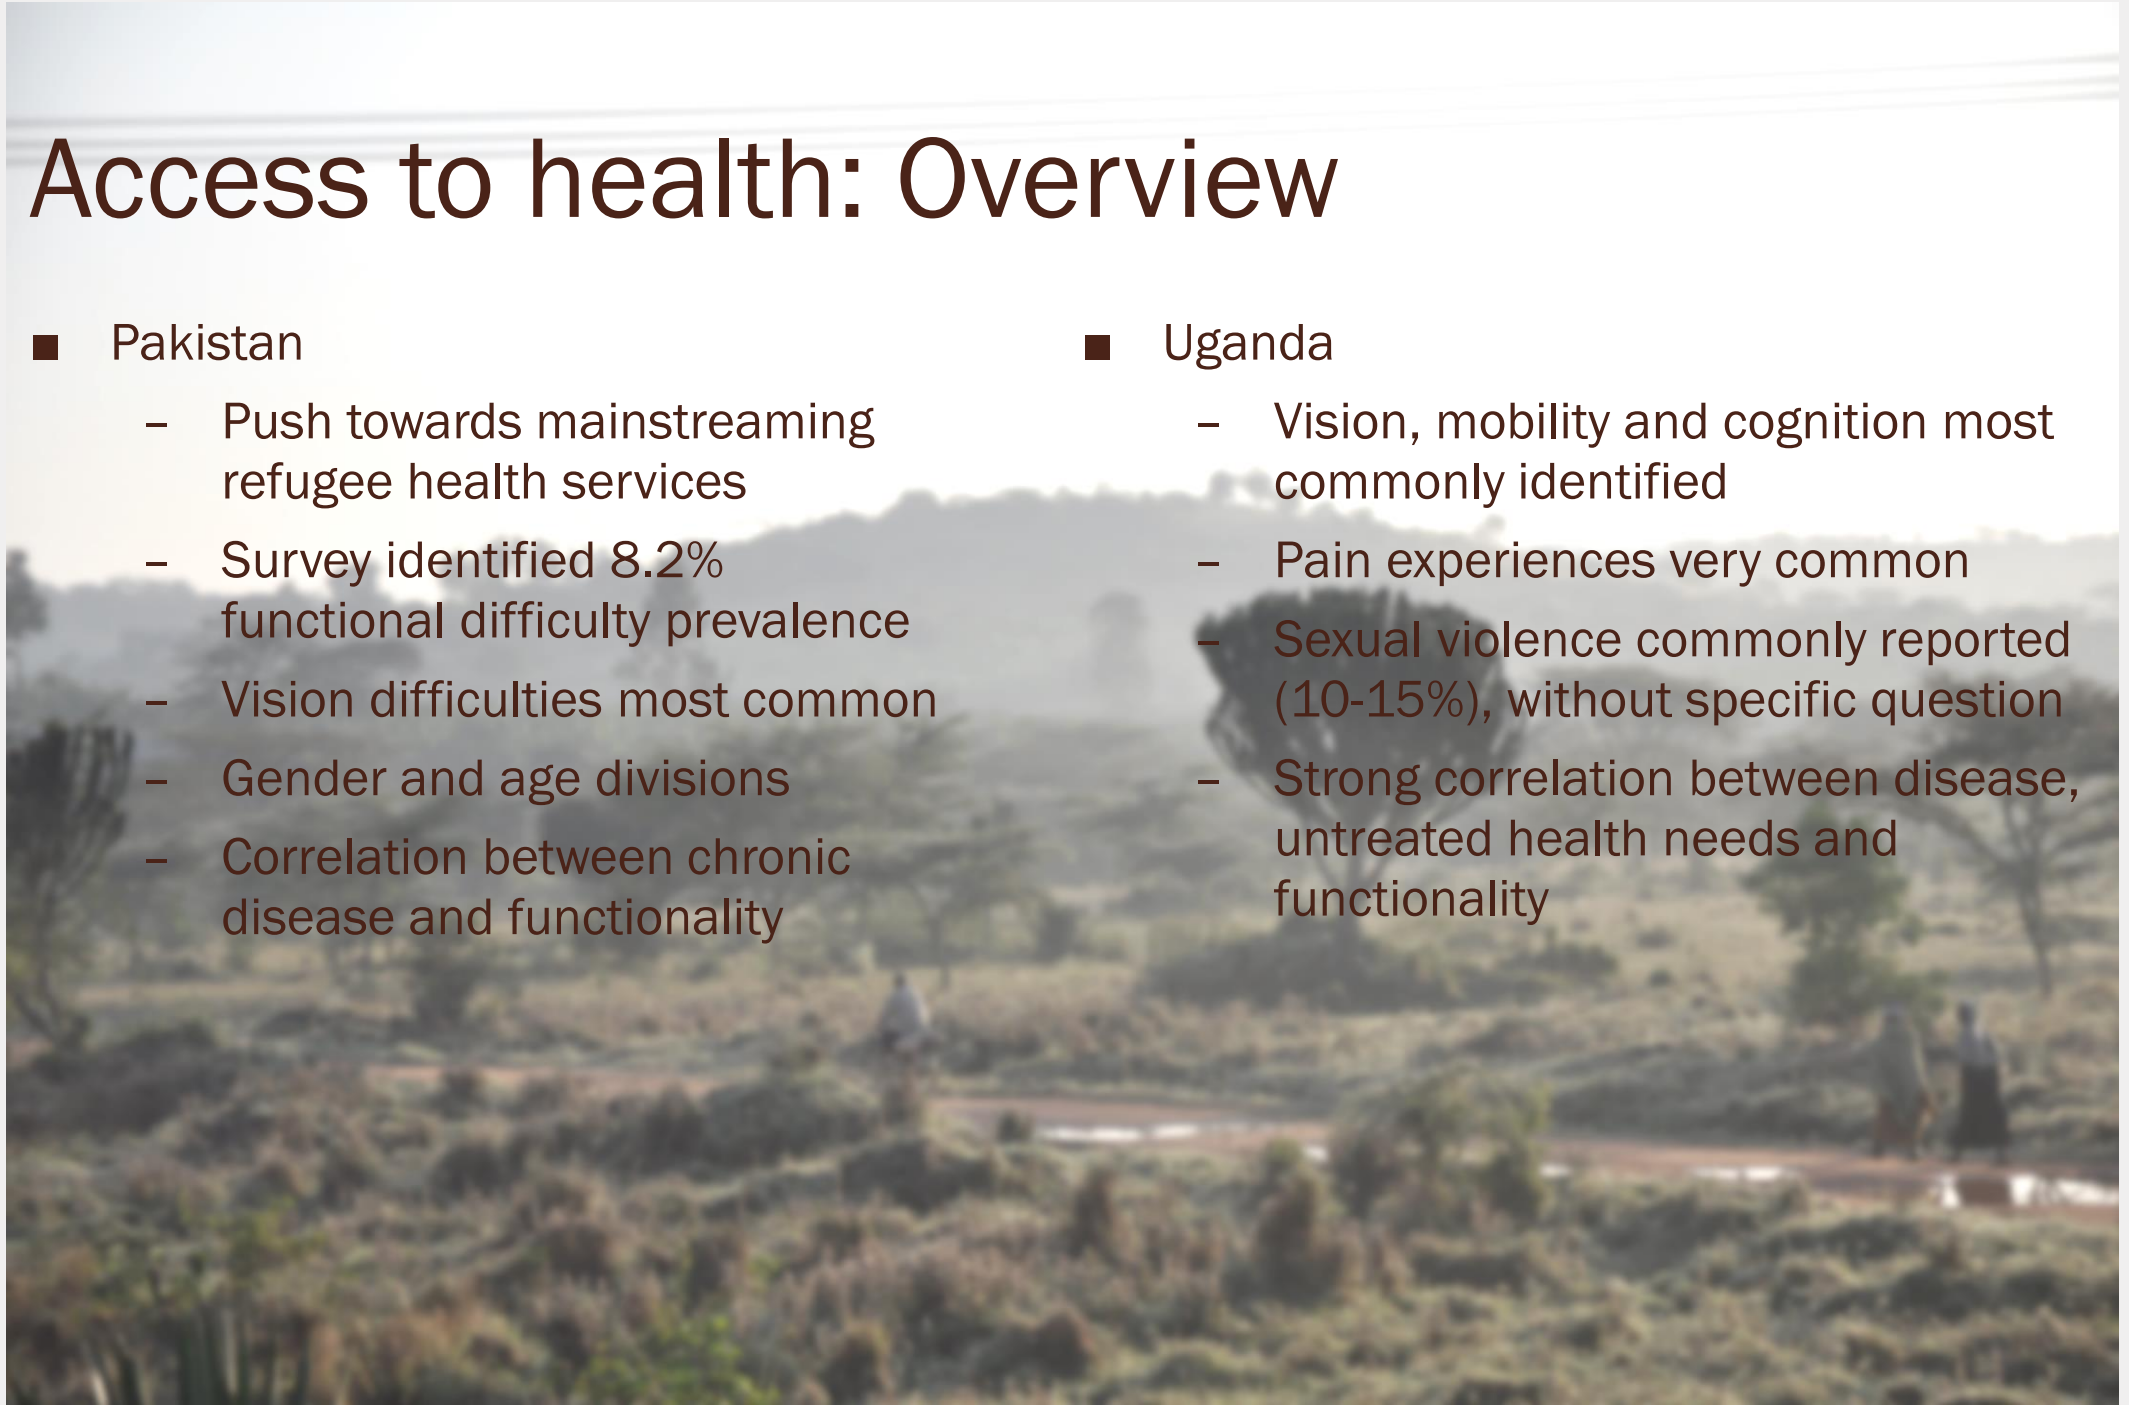 Access to health: Overview
■ Pakistan
– Push towards mainstreaming
refugee health services
– Survey identified 8.2%
functional difficulty prevalence
– Vision difficulties most common
– Gender and age divisions
– Correlation between chronic
disease and functionality
■ Uganda
– Vision, mobility and cognition most
commonly identified
– Pain experiences very common
– Sexual violence commonly reported
(10-15%), without specific question
– Strong correlation between disease,
untreated health needs and
functionality